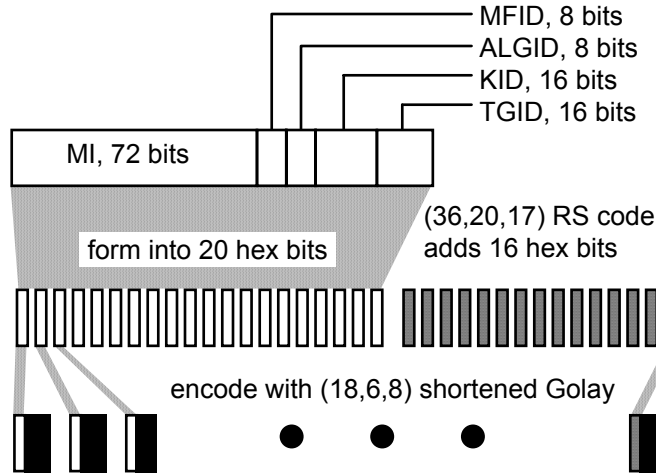 MFID, 8 bits
ALGID, 8 bits
KID, 16 bits
TGID, 16 bits
MI, 72 bits
(36,20,17) RS code
adds 16 hex bits
form into 20 hex bits
encode with (18,6,8) shortened Golay